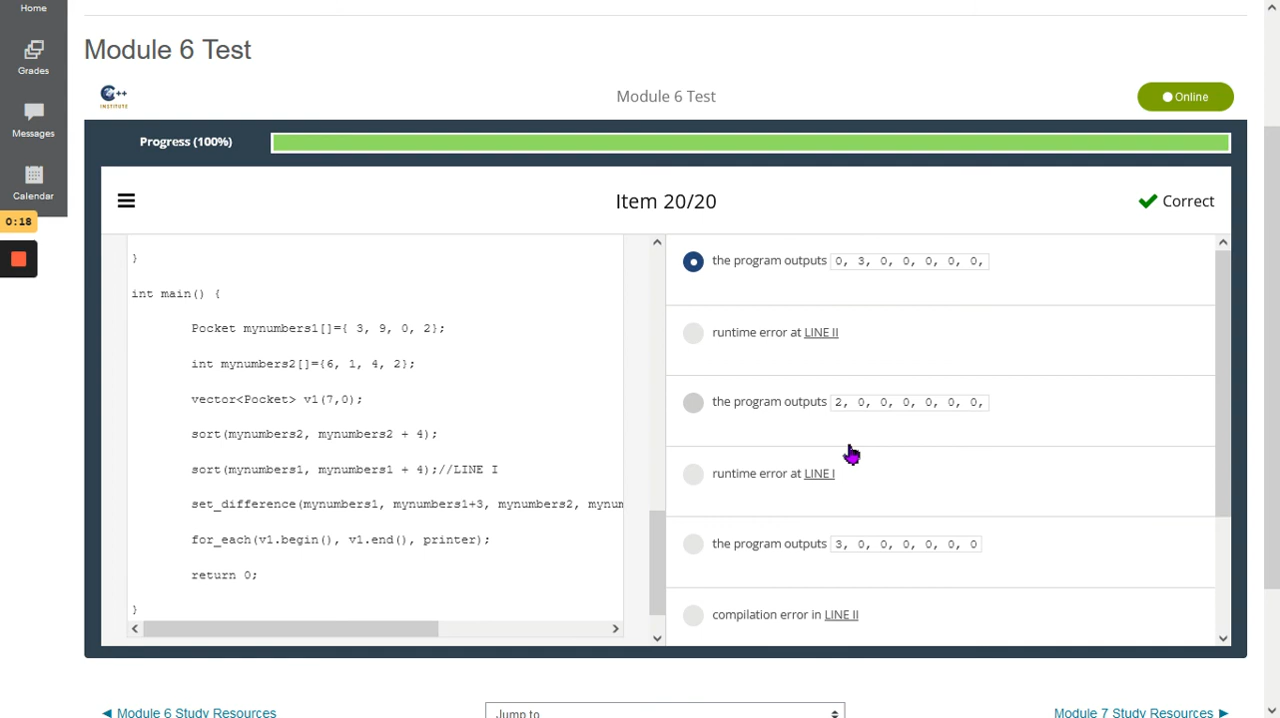 Home
Module 6 Test
Grades
C++
INSTITUTE
Module 6 Test
Online
Messages
Progress (100%)
Calendar
Item 20/20
Correct
0:18
}
int main() {
Pocket mynumbers1[]={ 3, 9, 0, 2};
int mynumbers2[]={6, 1, 4, 2};
vector<Pocket> v1(7,0);
sort(mynumbers2, mynumbers2 + 4);
sort(mynumbers1, mynumbers1 + 4);//LINE I
set_difference(mynumbers1, mynumbers1+3, mynumbers2, mynum
for_each(v1.begin(), v1.end(), printer);
return 0;
}
the program outputs 0, 3, 0, 0, 0, 0, 0,
runtime error at LINE II
the program outputs 2, 0, 0, 0, 0, 0, 0,
runtime error at LINE I
the program outputs 3, 0, 0, 0, 0, 0, 0
compilation error in LINE II
◄ Module 6 Study Resources
Jump to
Module 7 Study Resources ►